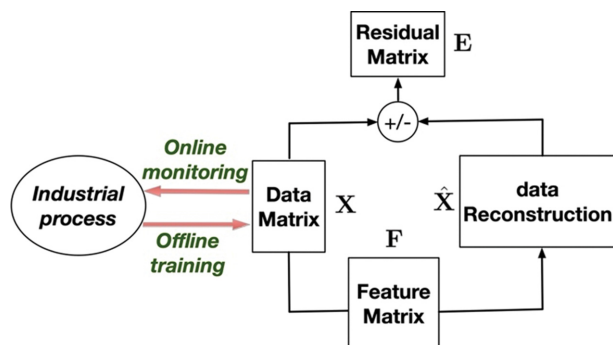 Residual
Matrix
E
+/-
Online
monitoring
Industrial
process
Data
Matrix
X
X̂
data
Reconstruction
Offline
training
F
Feature
Matrix